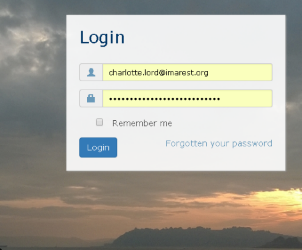 Login
charlotte.lord@imarest.org
••••••••••••••••••••••••••••
Remember me
Login
Forgotten your password